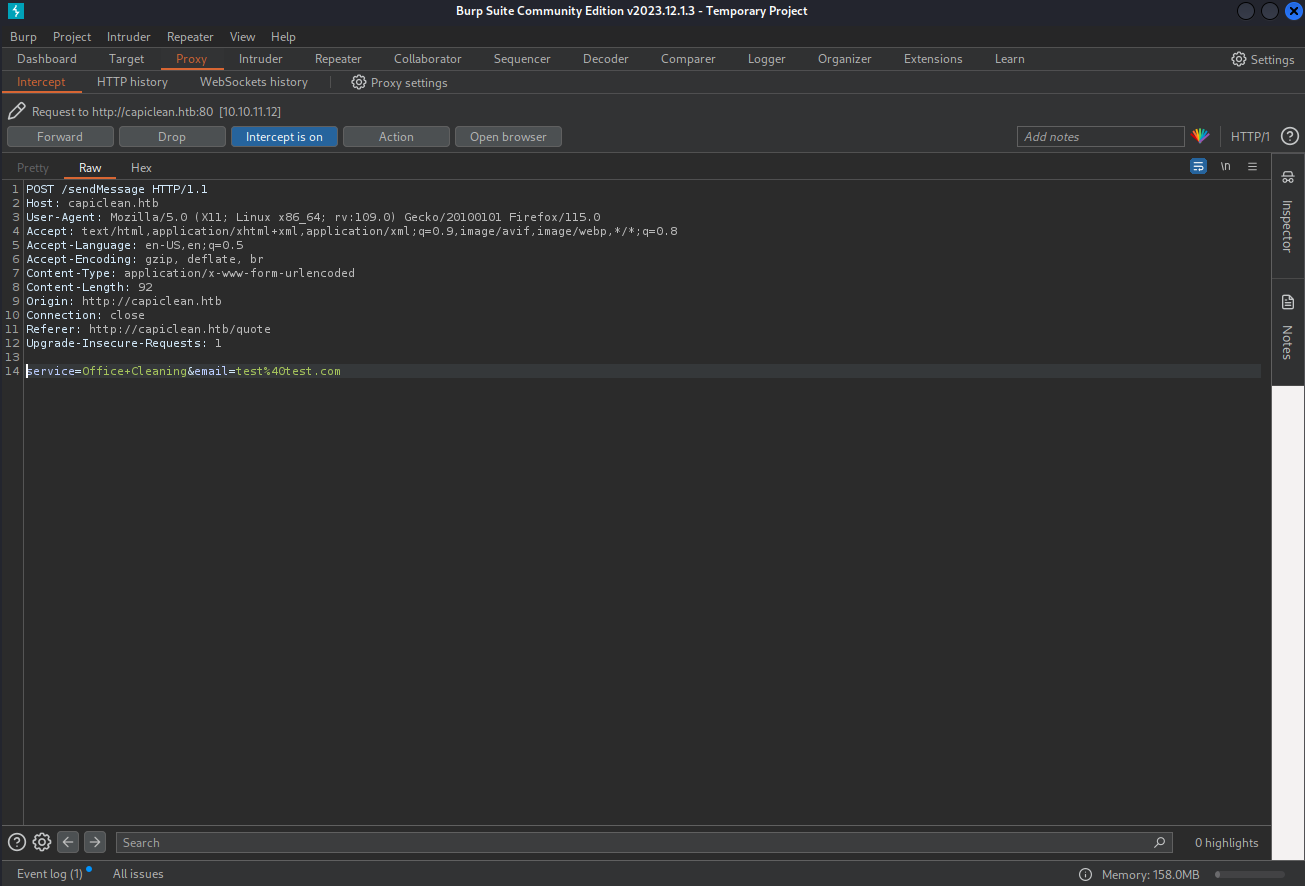 Burp Suite Community Edition v2023.12.1.3 - Temporary Project
Burp Project Intruder Repeater View Help
Dashboard Target Proxy Intruder Repeater Collaborator Sequencer Decoder Comparer Logger Organizer Extensions Learn Settings
Intercept HTTP history WebSockets history Proxy settings
Request to http://capiclean.htb:80 [10.10.11.12]
Forward Drop Intercept is on Action Open browser Add notes HTTP/1 ?
Pretty Raw Hex \n
1 POST /sendMessage HTTP/1.1
2 Host: capiclean.htb
3 User-Agent: Mozilla/5.0 (X11; Linux x86_64; rv:109.0) Gecko/20100101 Firefox/115.0
4 Accept: text/html,application/xhtml+xml,application/xml;q=0.9,image/avif,image/webp,*/*;q=0.8
5 Accept-Language: en-US,en;q=0.5
6 Accept-Encoding: gzip, deflate, br
7 Content-Type: application/x-www-form-urlencoded
8 Content-Length: 92
9 Origin: http://capiclean.htb
10 Connection: close
11 Referer: http://capiclean.htb/quote
12 Upgrade-Insecure-Requests: 1
13
14 service=Office+Cleaning&email=test%40test.com
Inspector
Notes
? Search 0 highlights
Event log (1) All issues Memory: 158.0MB